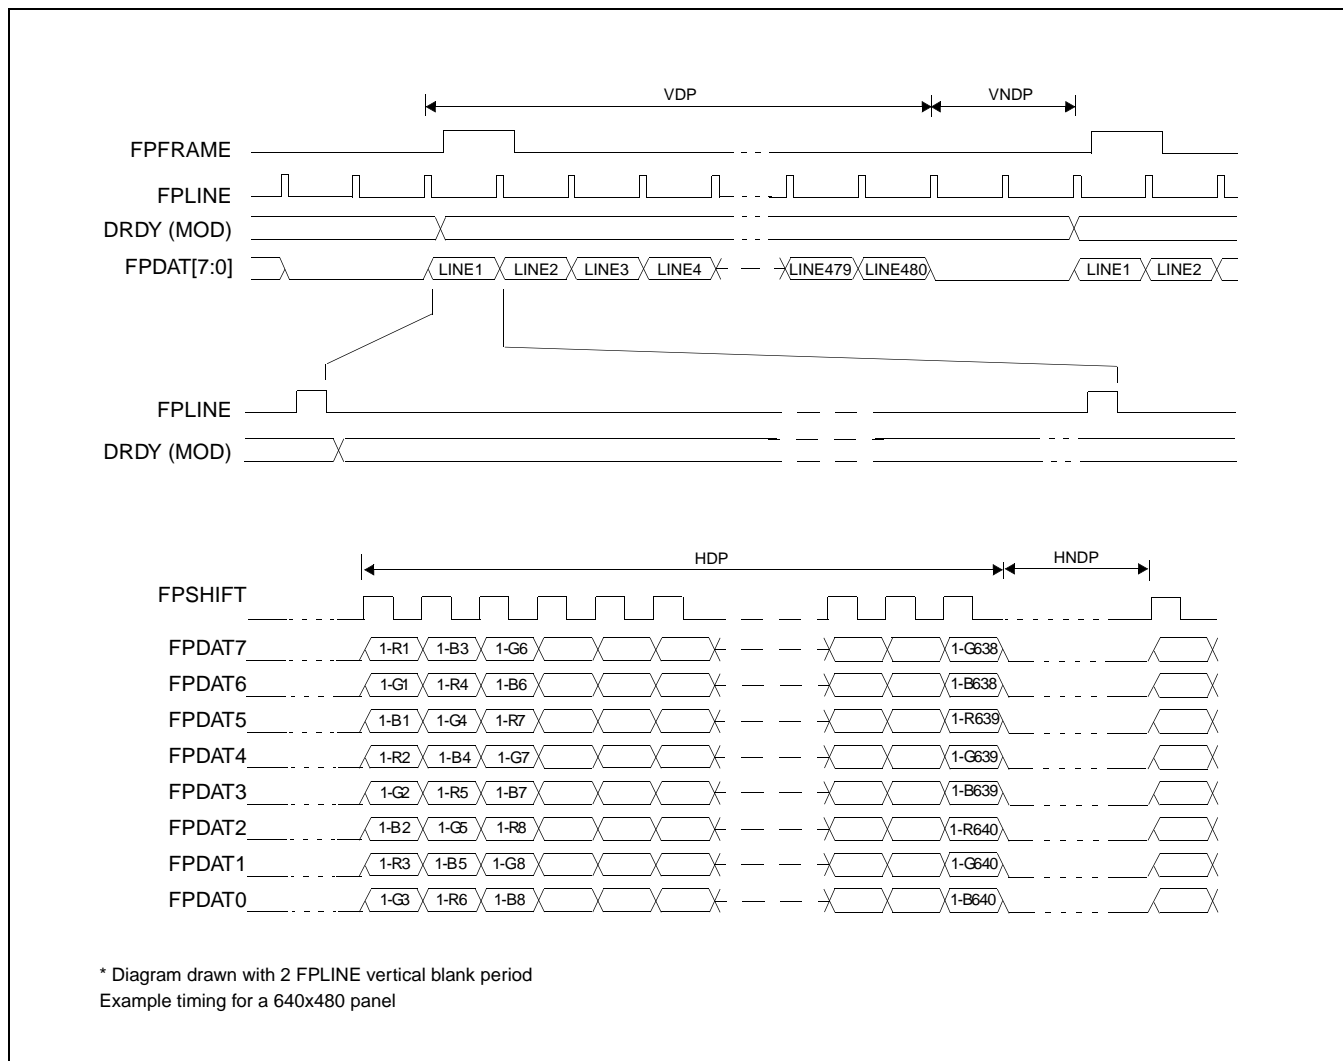 VDP VNDP
FPFRAME
FPLINE
DRDY (MOD)
FPDAT[7:0] LINE1 LINE2 LINE3 LINE4 LINE479 LINE480 LINE1 LINE2
FPLINE
DRDY (MOD)
HDP HNDP
FPSHIFT
FPDAT7 1-R1 1-B3 1-G6 1-G638
FPDAT6 1-G1 1-R4 1-B6 1-B638
FPDAT5 1-B1 1-G4 1-R7 1-R639
FPDAT4 1-R2 1-B4 1-G7 1-G639
FPDAT3 1-G2 1-R5 1-B7 1-B639
FPDAT2 1-B2 1-G5 1-R8 1-R640
FPDAT1 1-R3 1-B5 1-G8 1-G640
FPDAT0 1-G3 1-R6 1-B8 1-B640
* Diagram drawn with 2 FPLINE vertical blank period
Example timing for a 640x480 panel